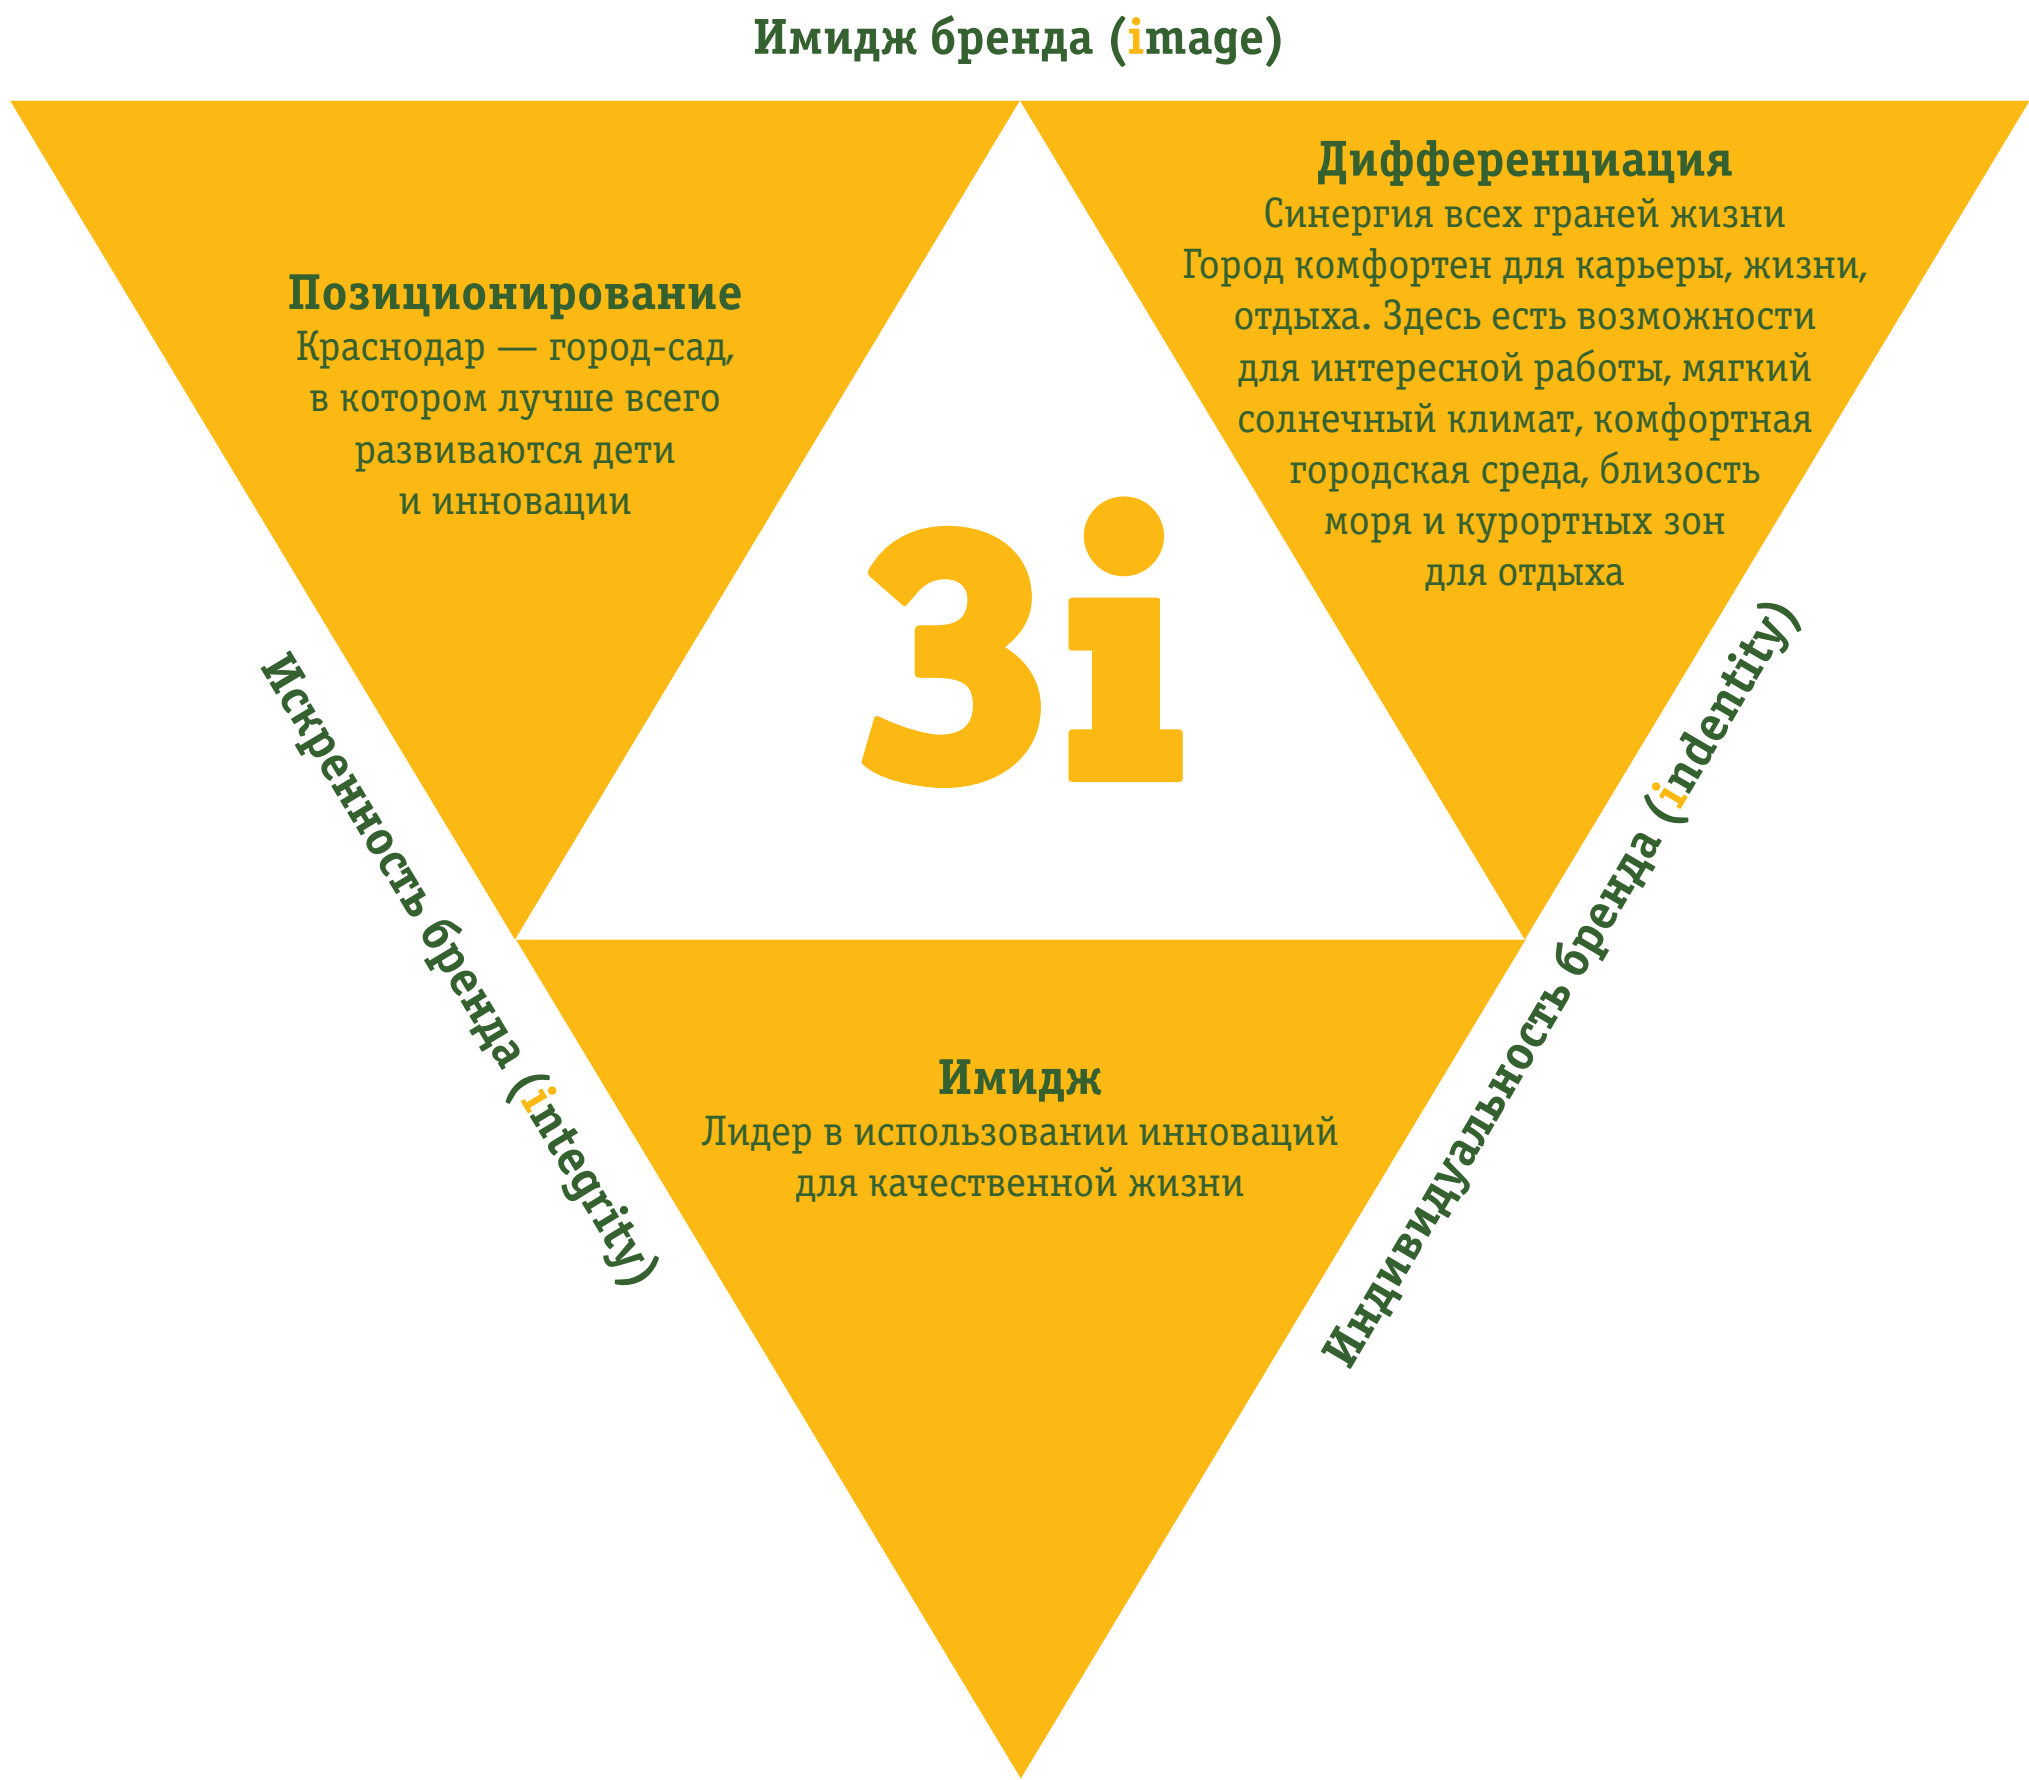 Имидж бренда (image)
Позиционирование
Краснодар — город-сад,
в котором лучше всего
развиваются дети
и инновации
Дифференциация
Синергия всех граней жизни
Город комфортен для карьеры, жизни,
отдыха. Здесь есть возможности
для интересной работы, мягкий
солнечный климат, комфортная
городская среда, близость
моря и курортных зон
для отдыха
3i
Искренность бренда (integrity)
Индивидуальность бренда (indentity)
Имидж
Лидер в использовании инноваций
для качественной жизни